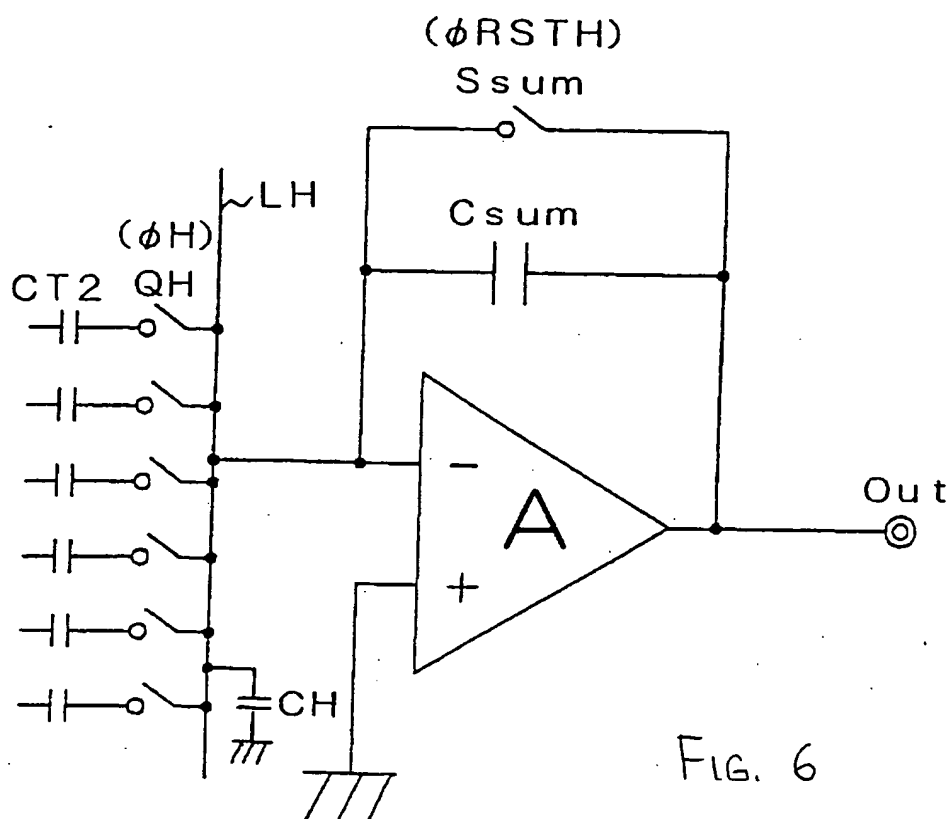 (φRSTH)
Ssum
LH
Csum
(φH)
CT2 QH
A
−
+
Out
CH
FIG. 6